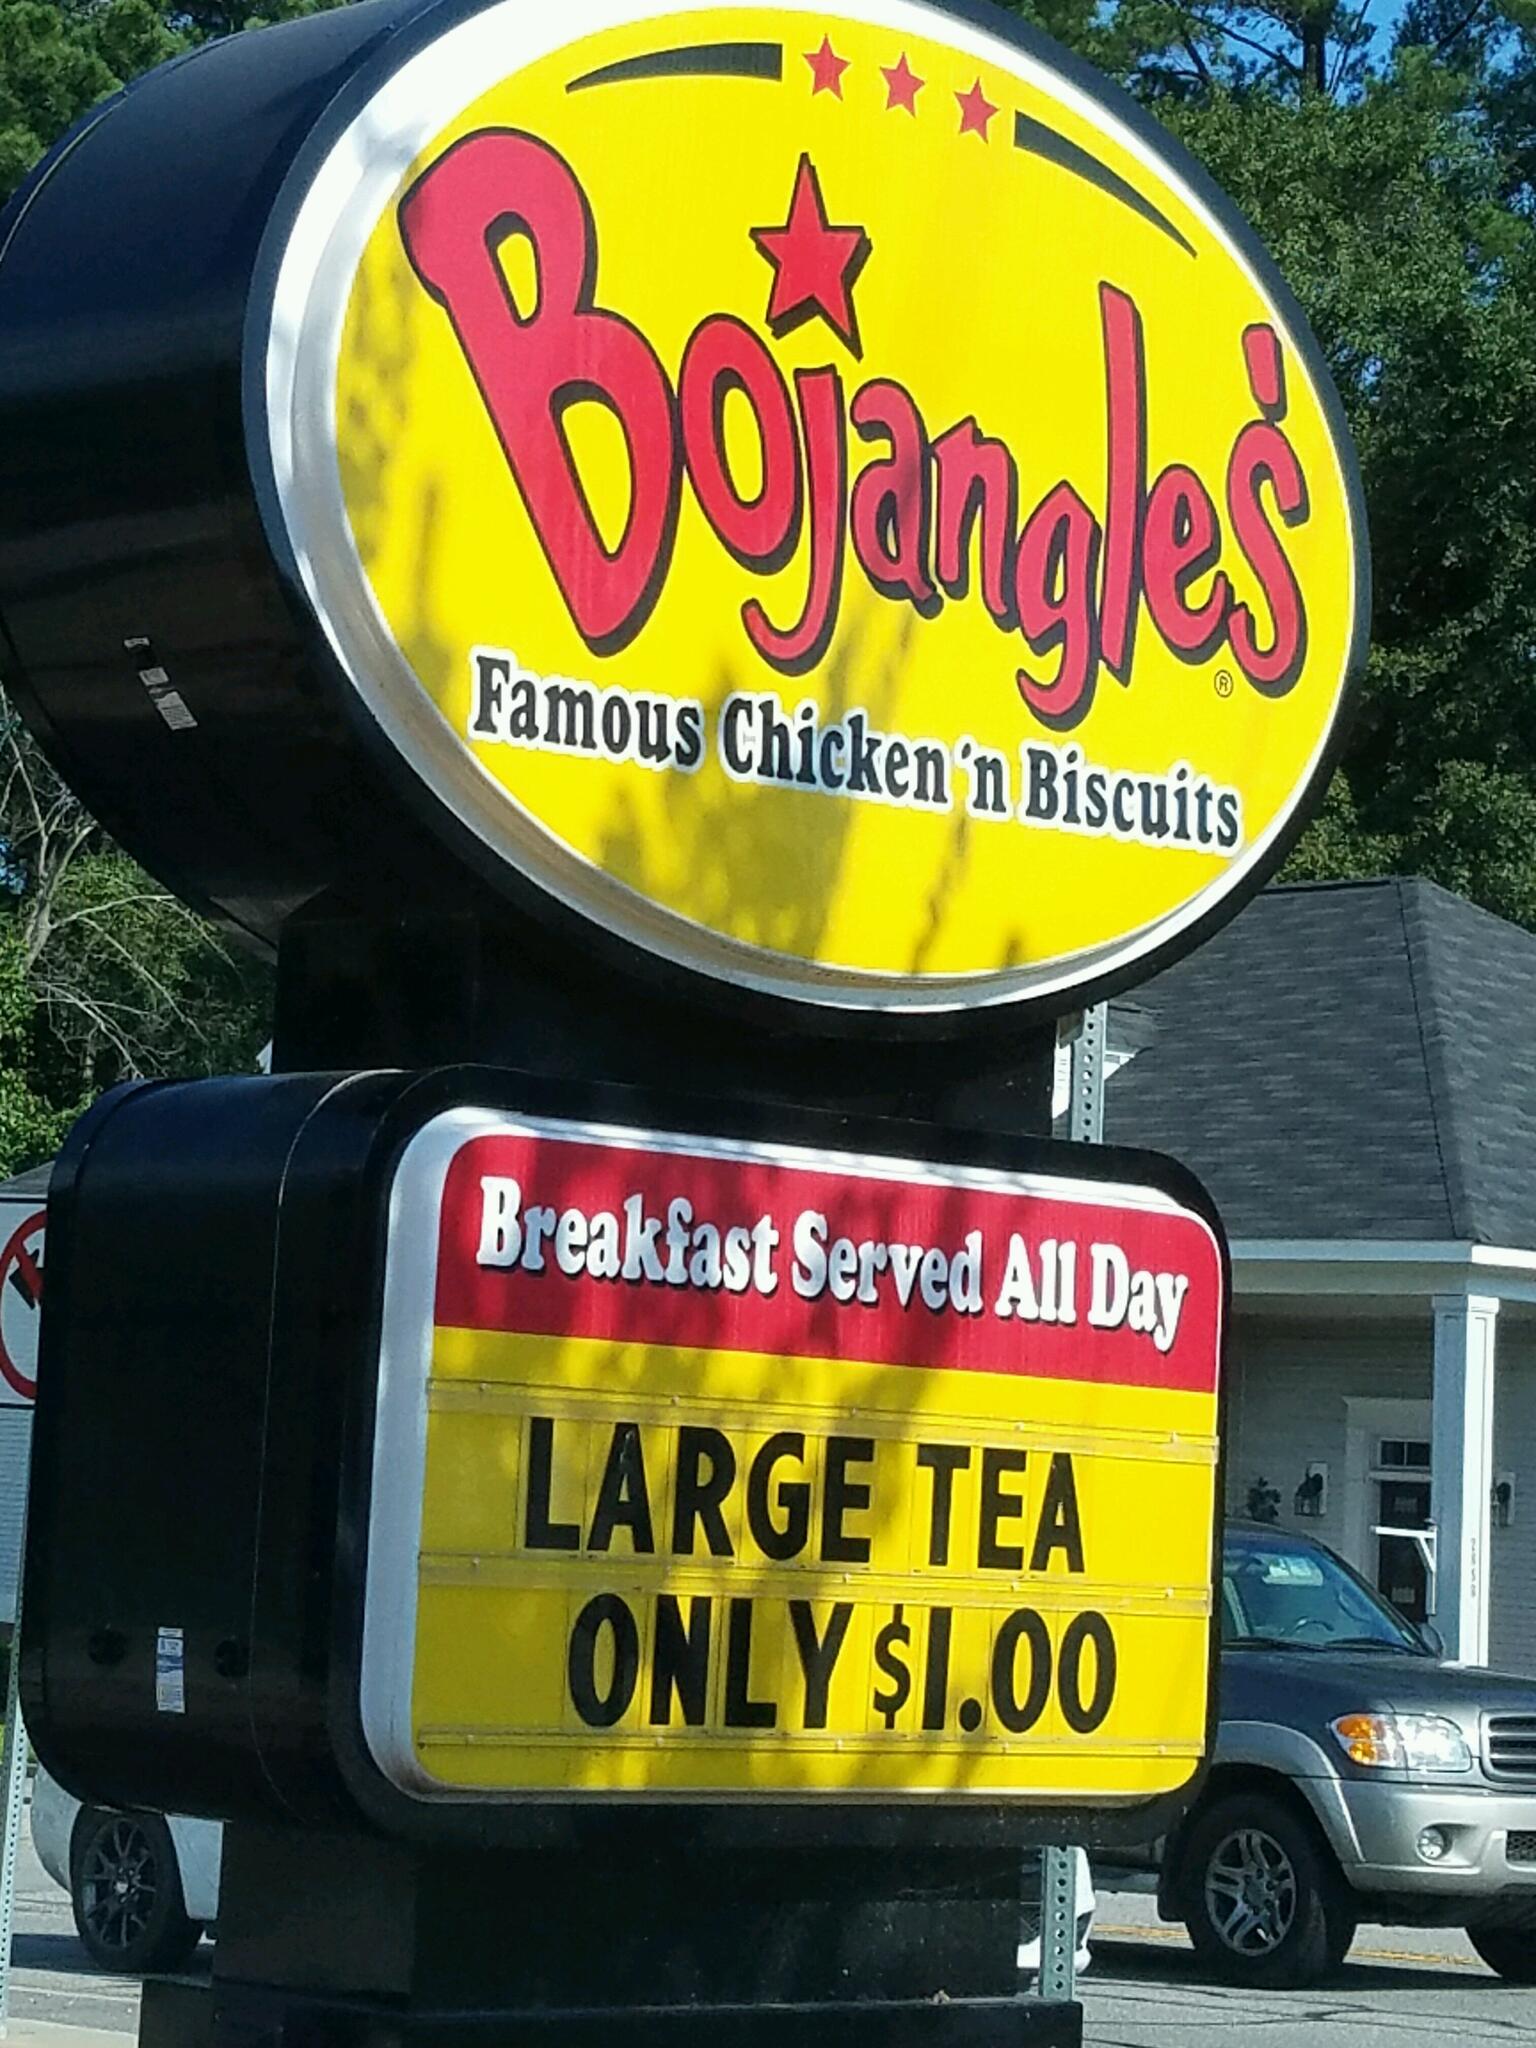 Bojangles'
®
Famous Chicken 'n Biscuits
Breakfast Served All Day
LARGE TEA
ONLY $1.00